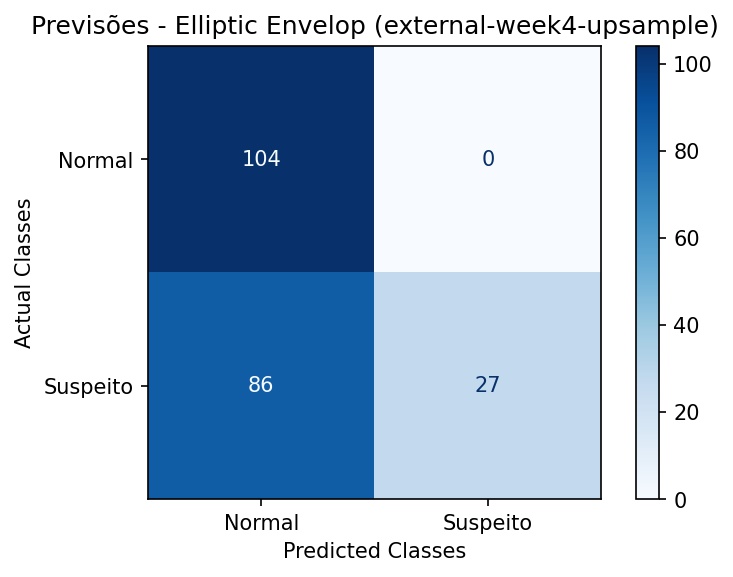 Previsões - Elliptic Envelop (external-week4-upsample)
Actual Classes
Normal
Suspeito
104
0
86
27
Normal
Suspeito
Predicted Classes
100
80
60
40
20
0